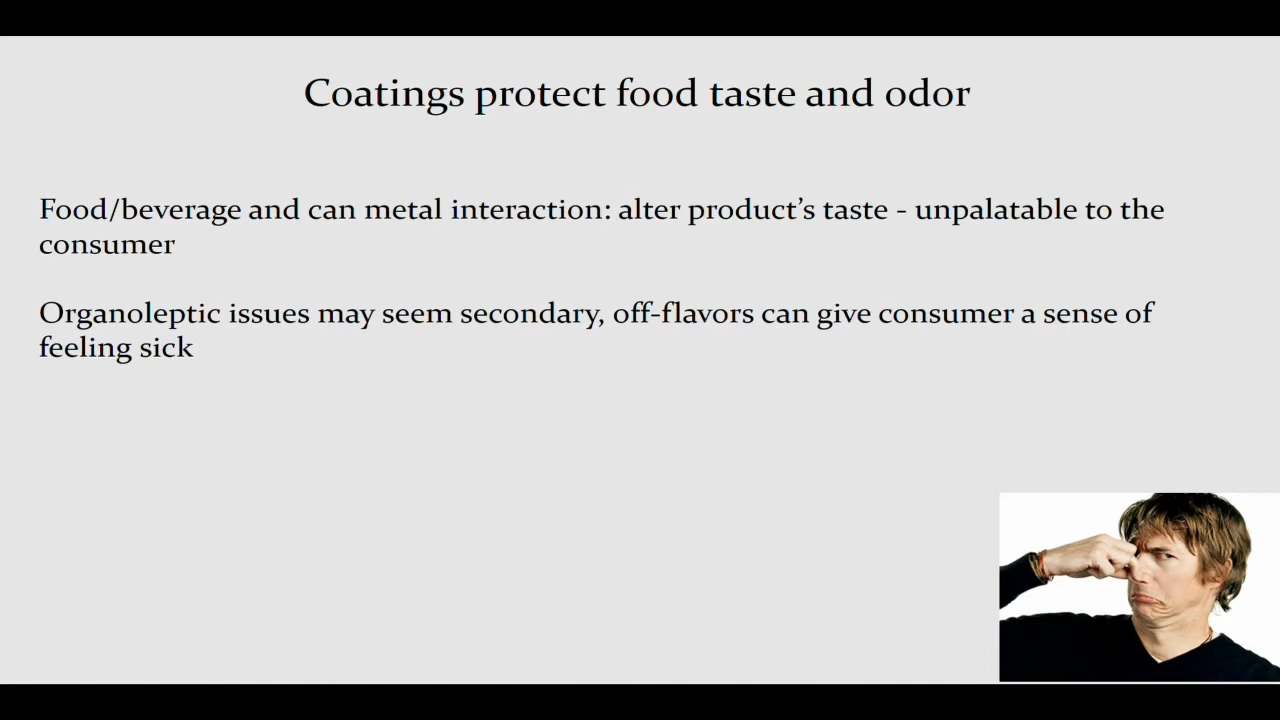 Coatings protect food taste and odor
Food/beverage and can metal interaction: alter product’s taste - unpalatable to the
consumer
Organoleptic issues may seem secondary, off-flavors can give consumer a sense of
feeling sick